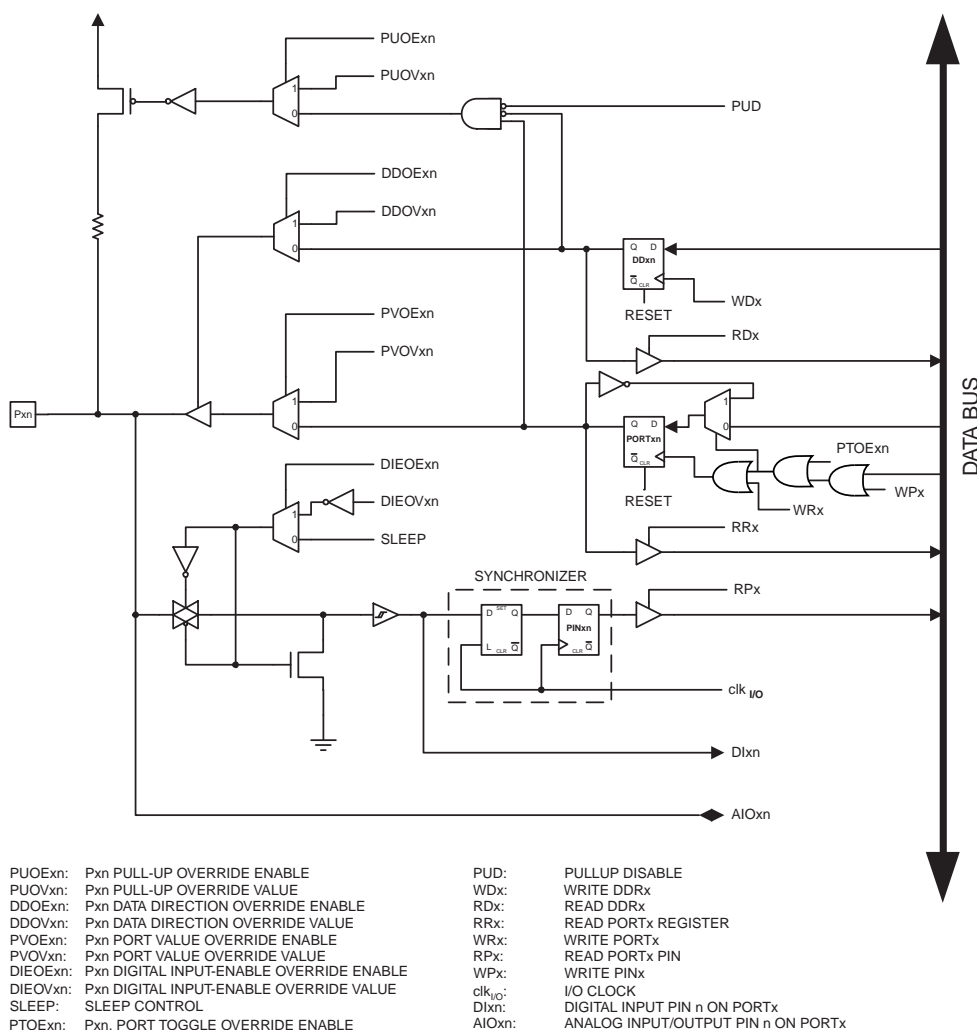 PUOExn
PUOVxn
1
0
PUD
DDOExn
DDOVxn
1
0
Q D
DDxn
Q CLR
WDx
RESET
RDx
PVOExn
PVOVxn
1
0
Pxn
1
0
Q D
PORTxn
Q CLR
PTOExn
WPx
RESET
WRx
RRx
DATA BUS
DIEOExn
DIEOVxn
1
0
SLEEP
SYNCHRONIZER
D SET Q
L CLR Q
D Q
PINxn
CLR Q
RPx
clk I/O
DIxn
AIOxn
PUOExn: Pxn PULL-UP OVERRIDE ENABLE
PUOVxn: Pxn PULL-UP OVERRIDE VALUE
DDOExn: Pxn DATA DIRECTION OVERRIDE ENABLE
DDOVxn: Pxn DATA DIRECTION OVERRIDE VALUE
PVOExn: Pxn PORT VALUE OVERRIDE ENABLE
PVOVxn: Pxn PORT VALUE OVERRIDE VALUE
DIEOExn: Pxn DIGITAL INPUT-ENABLE OVERRIDE ENABLE
DIEOVxn: Pxn DIGITAL INPUT-ENABLE OVERRIDE VALUE
SLEEP: SLEEP CONTROL
PTOExn: Pxn, PORT TOGGLE OVERRIDE ENABLE
PUD: PULLUP DISABLE
WDx: WRITE DDRx
RDx: READ DDRx
RRx: READ PORTx REGISTER
WRx: WRITE PORTx
RPx: READ PORTx PIN
WPx: WRITE PINx
clkI/O: I/O CLOCK
DIxn: DIGITAL INPUT PIN n ON PORTx
AIOxn: ANALOG INPUT/OUTPUT PIN n ON PORTx